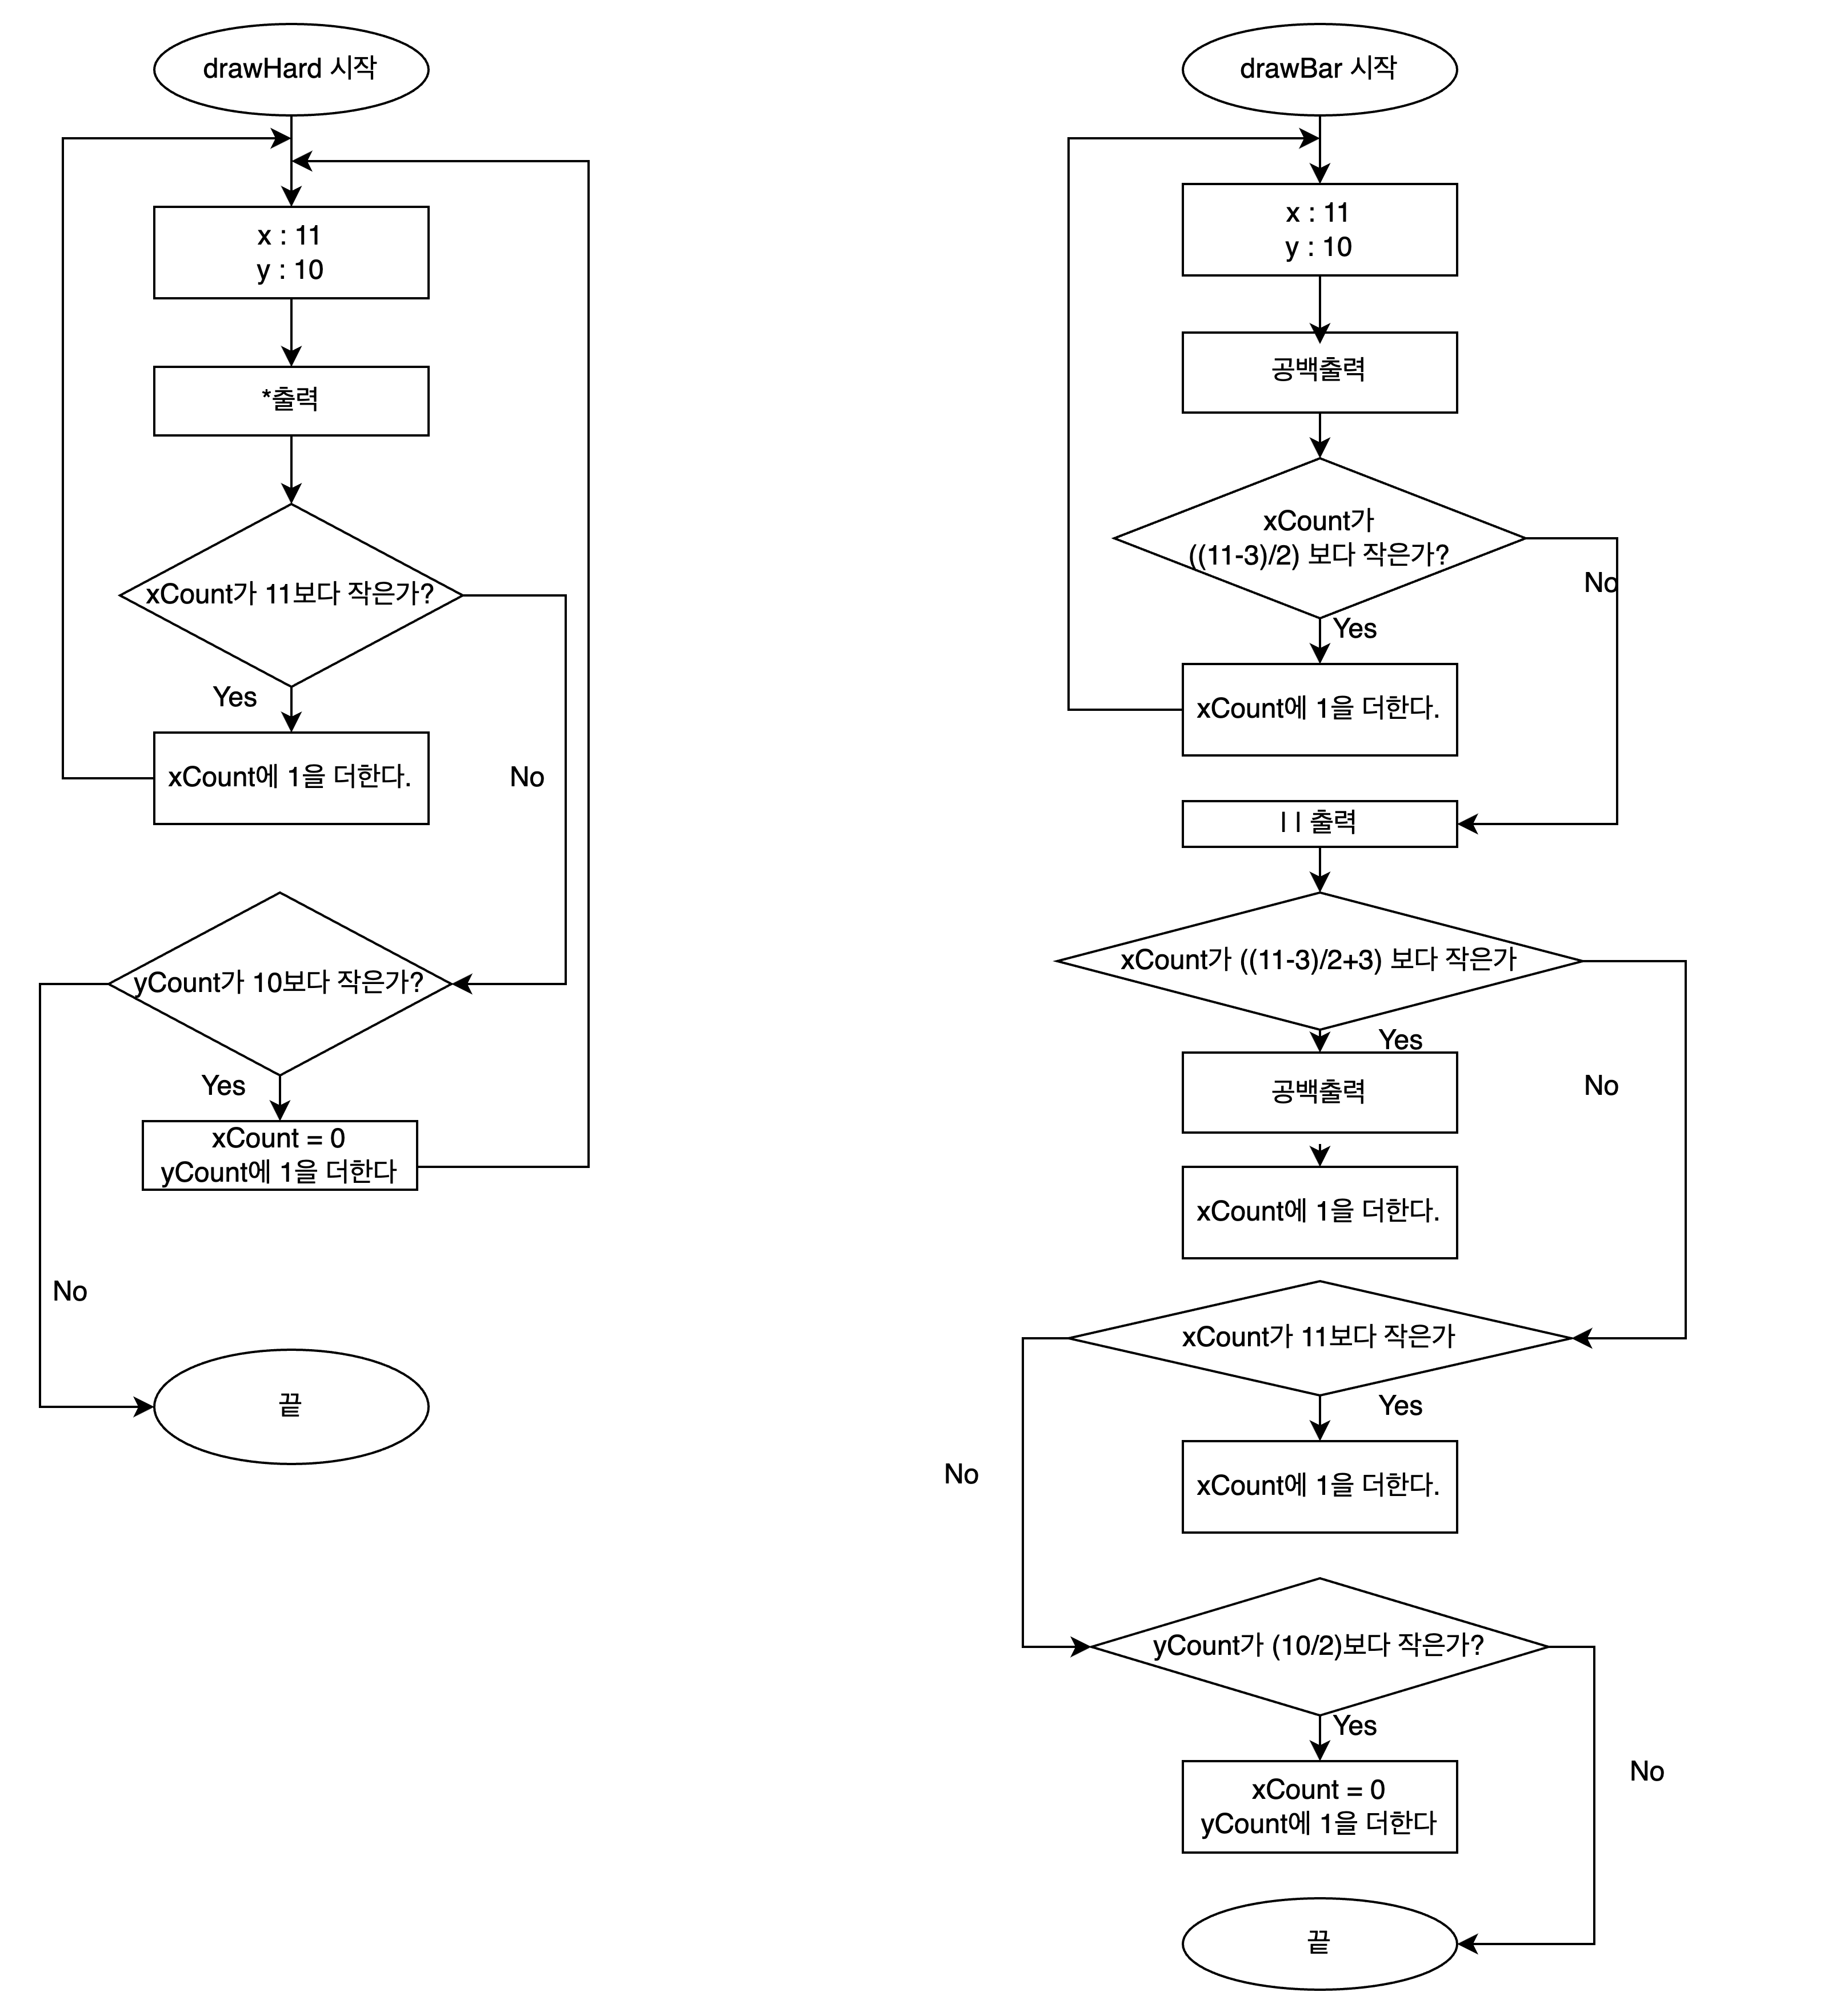 drawHard 시작
x : 11
y : 10
*출력
xCount가 11보다 작은가?
Yes
No
xCount에 1을 더한다.
yCount가 10보다 작은가?
Yes
xCount = 0
yCount에 1을 더한다
No
끝
drawBar 시작
x : 11
y : 10
공백출력
xCount가
((11-3)/2) 보다 작은가?
No
Yes
xCount에 1을 더한다.
l l 출력
xCount가 ((11-3)/2+3) 보다 작은가
Yes
공백출력
No
xCount에 1을 더한다.
xCount가 11보다 작은가
Yes
No
xCount에 1을 더한다.
yCount가 (10/2)보다 작은가?
Yes
No
xCount = 0
yCount에 1을 더한다
끝